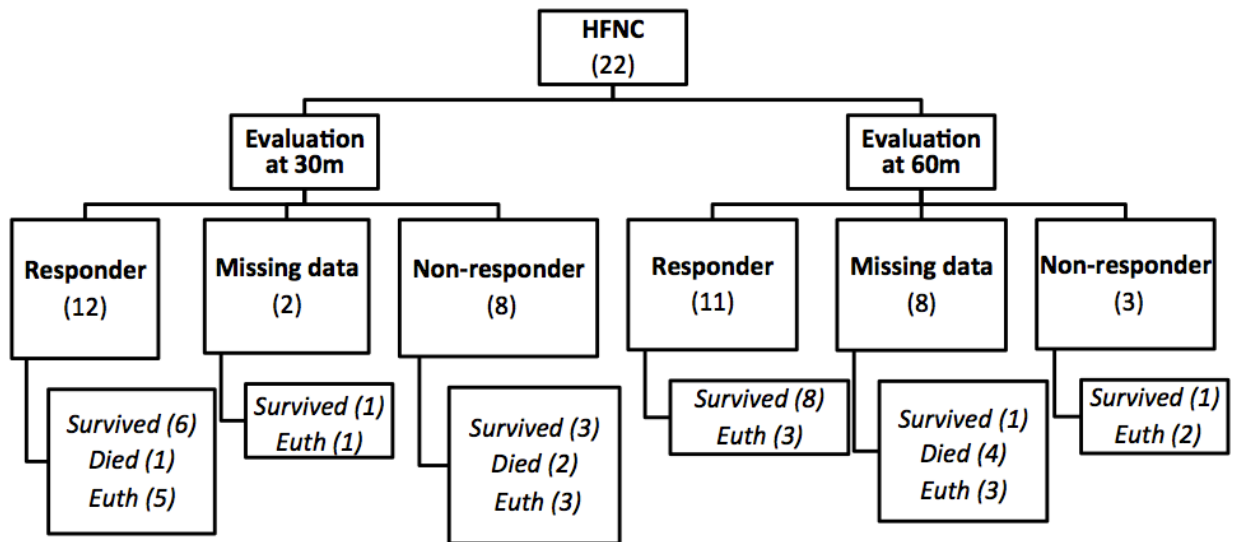 HFNC
(22)
Evaluation
at 30m
Evaluation
at 60m
Responder
(12)
Missing data
(2)
Non-responder
(8)
Responder
(11)
Missing data
(8)
Non-responder
(3)
Survived (6)
Died (1)
Euth (5)
Survived (1)
Euth (1)
Survived (3)
Died (2)
Euth (3)
Survived (8)
Euth (3)
Survived (1)
Died (4)
Euth (3)
Survived (1)
Euth (2)